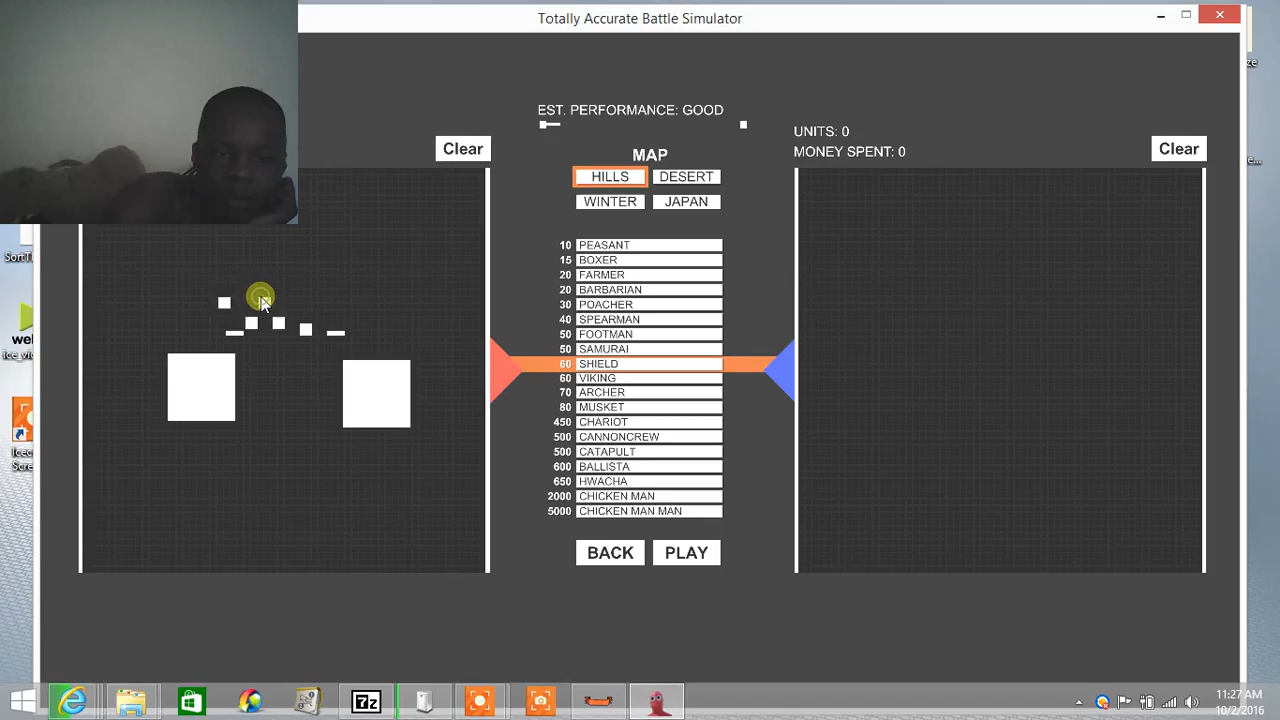 Totally Accurate Battle Simulator
EST. PERFORMANCE: GOOD
UNITS: 0
MONEY SPENT: 0
Clear
Clear
MAP
HILLS DESERT
WINTER JAPAN
10 PEASANT
15 BOXER
20 FARMER
20 BARBARIAN
30 POACHER
40 SPEARMAN
50 FOOTMAN
50 SAMURAI
60 SHIELD
60 VIKING
70 ARCHER
80 MUSKET
450 CHARIOT
500 CANNONCREW
500 CATAPULT
600 BALLISTA
650 HWACHA
2000 CHICKEN MAN
5000 CHICKEN MAN MAN
BACK PLAY
7z
11:27 AM
10/2/2016